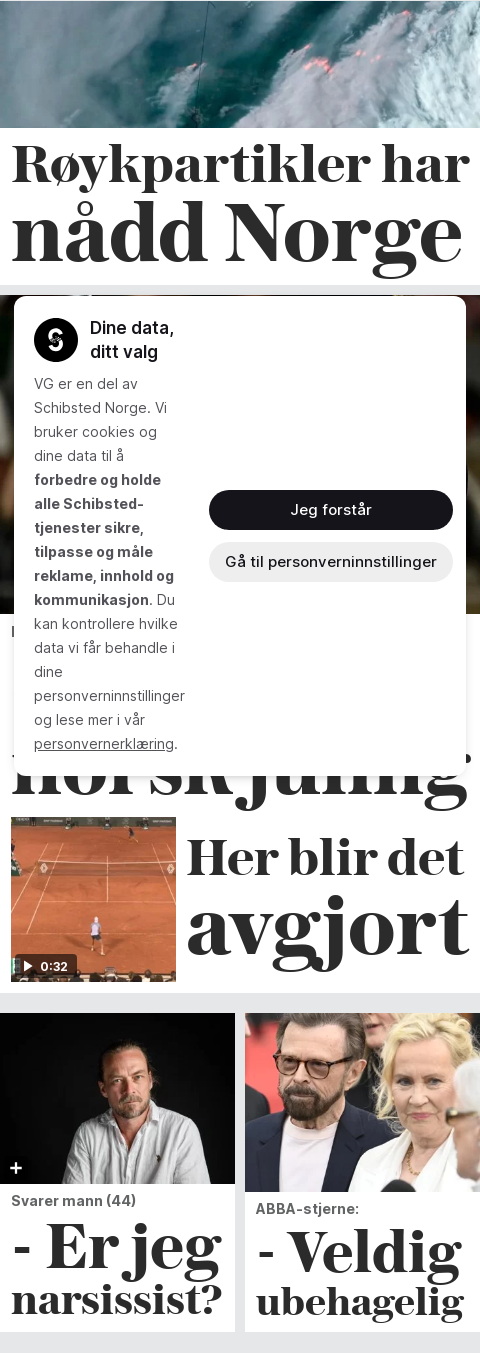 Røykpartikler har
nådd Norge
Dine data,
ditt valg
VG er en del av
Schibsted Norge. Vi
bruker cookies og
dine data til å
forbedre og holde
alle Schibsted-
tjenester sikre,
tilpasse og måle
reklame, innhold og
kommunikasjon. Du
kan kontrollere hvilke
data vi får behandle i
dine
personverninnstillinger
og lese mer i vår
personvernerklæring.
Jeg forstår
Gå til personverninnstillinger
norskjuling
Her blir det
avgjort
0:32
Svarer mann (44)
- Er jeg
narsissist?
ABBA-stjerne:
- Veldig
ubehagelig